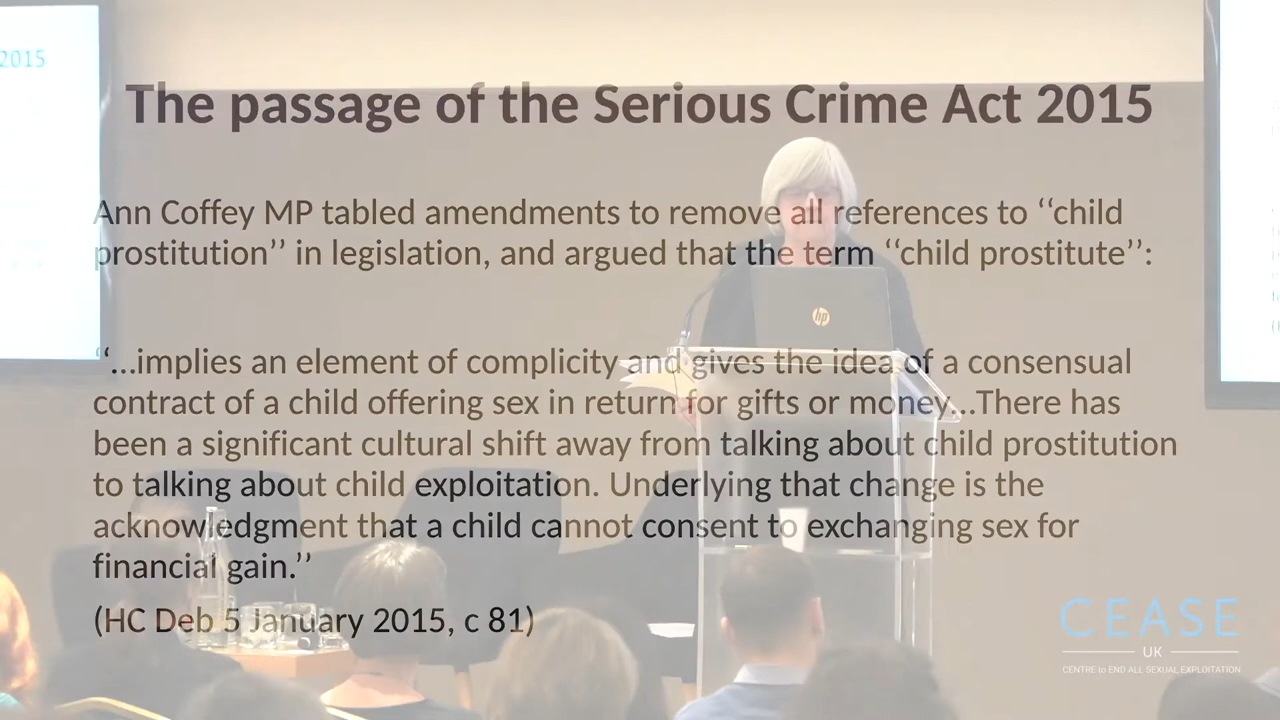 2015
The passage of the Serious Crime Act 2015
Ann Coffey MP tabled amendments to remove all references to ‘‘child
prostitution’’ in legislation, and argued that the term ‘‘child prostitute’’:
‘‘…implies an element of complicity and gives the idea of a consensual
contract of a child offering sex in return for gifts or money…There has
been a significant cultural shift away from talking about child prostitution
to talking about child exploitation. Underlying that change is the
acknowledgment that a child cannot consent to exchanging sex for
financial gain.’’
(HC Deb 5 January 2015, c 81)
hp
CEASE
UK
CENTRE to END ALL SEXUAL EXPLOITATION